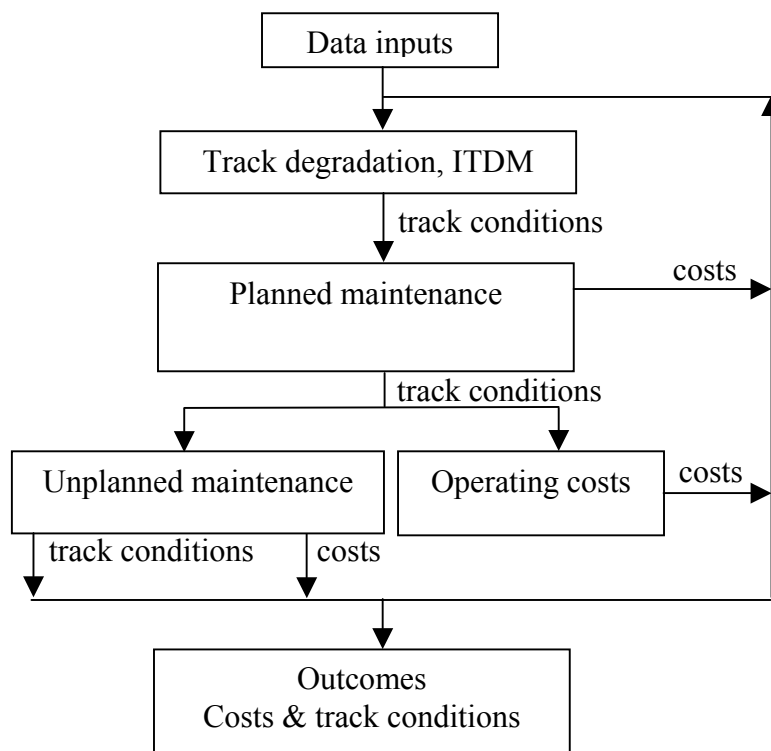 Data inputs
Track degradation, ITDM
track conditions
costs
Planned maintenance
track conditions
Unplanned maintenance
Operating costs
costs
track conditions
costs
Outcomes
Costs & track conditions